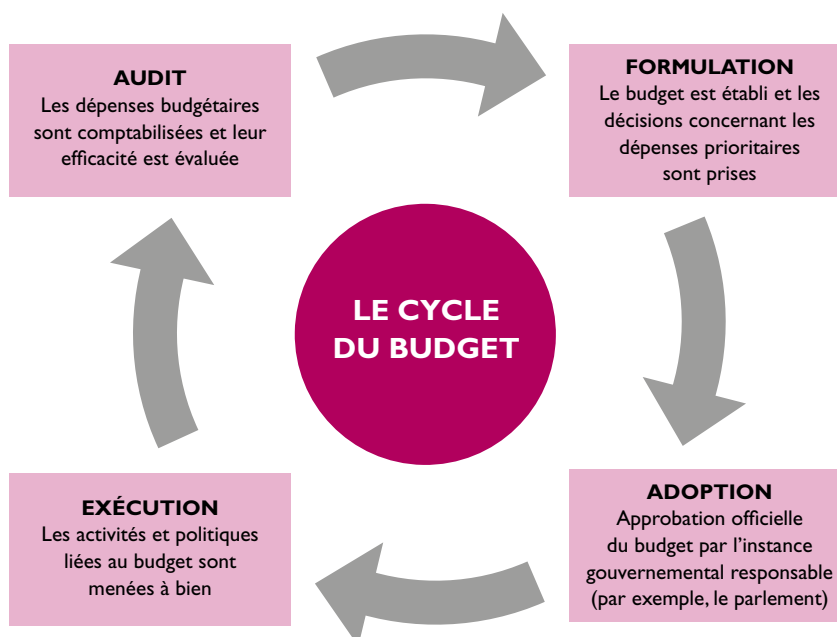 AUDIT
Les dépenses budgétaires
sont comptabilisées et leur
efficacité est évaluée
FORMULATION
Le budget est établi et les
décisions concernant les
dépenses prioritaires
sont prises
LE CYCLE
DU BUDGET
EXÉCUTION
Les activités et politiques
liées au budget sont
menées à bien
ADOPTION
Approbation officielle
du budget par l’instance
gouvernemental responsable
(par exemple, le parlement)